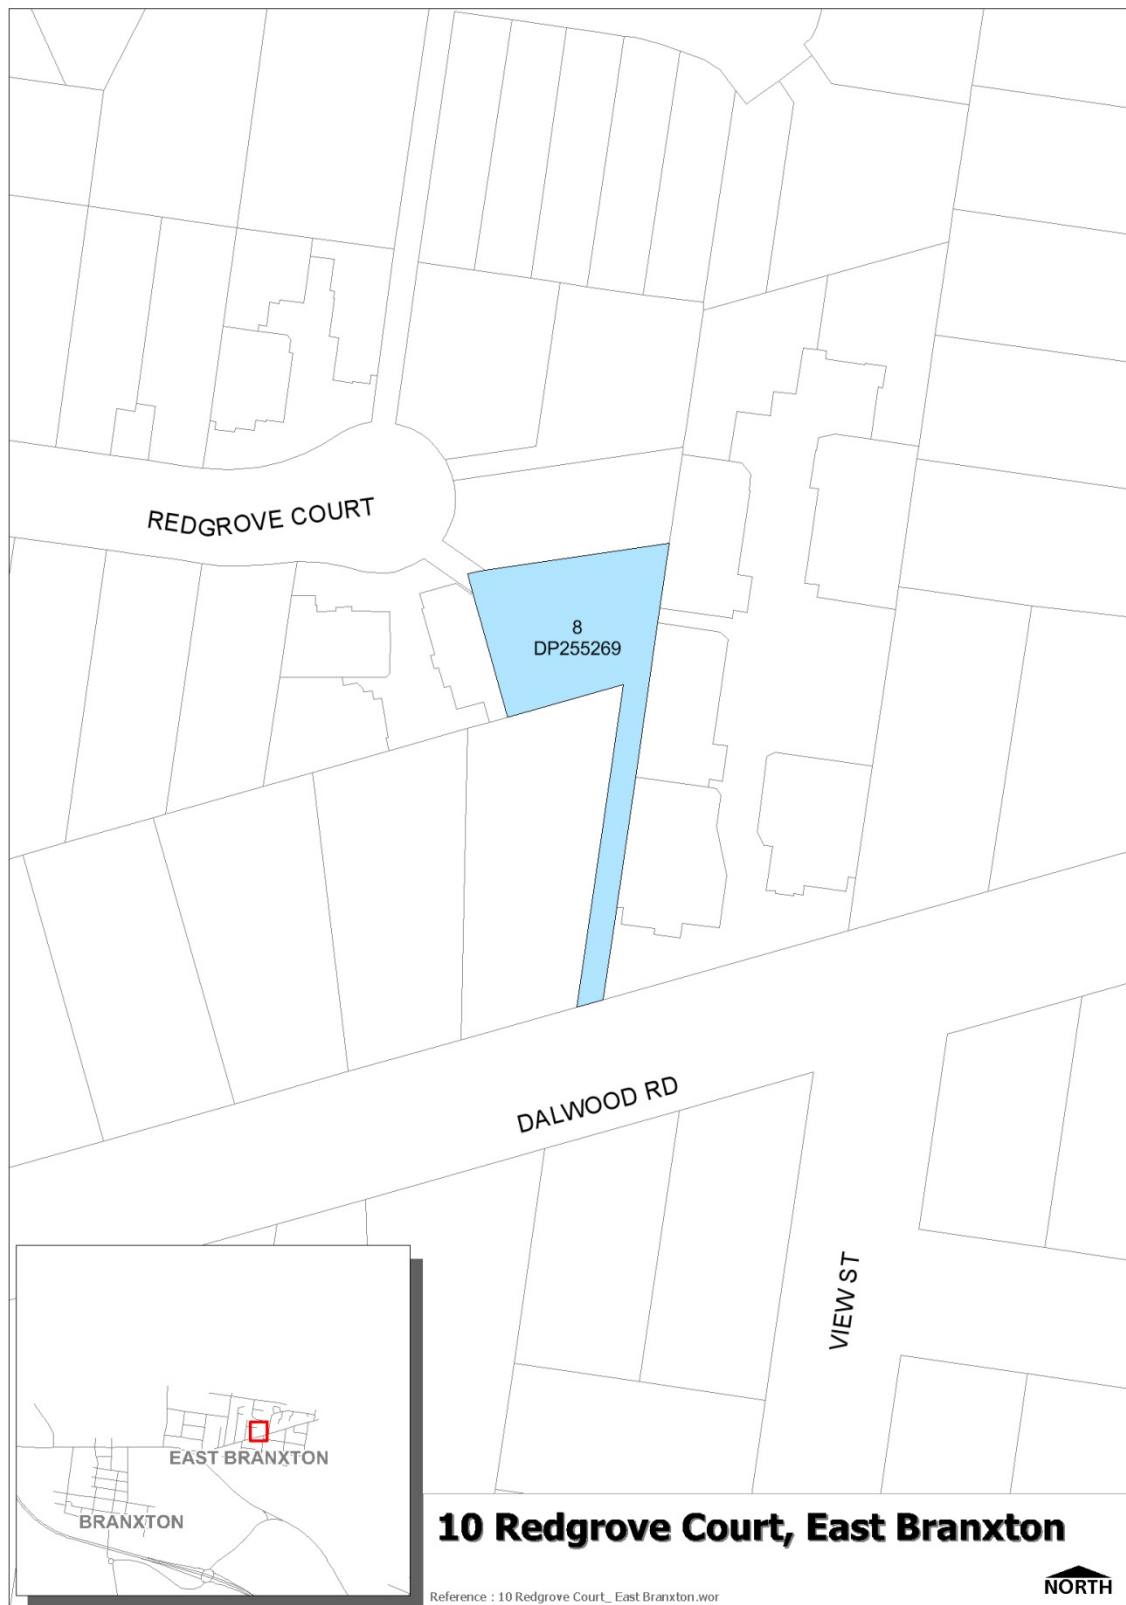 REDGROVE COURT
8
DP255269
DALWOOD RD
VIEW ST
EAST BRANXTON
BRANXTON
10 Redgrove Court, East Branxton
NORTH
Reference : 10 Redgrove Court_ East Branxton.wor